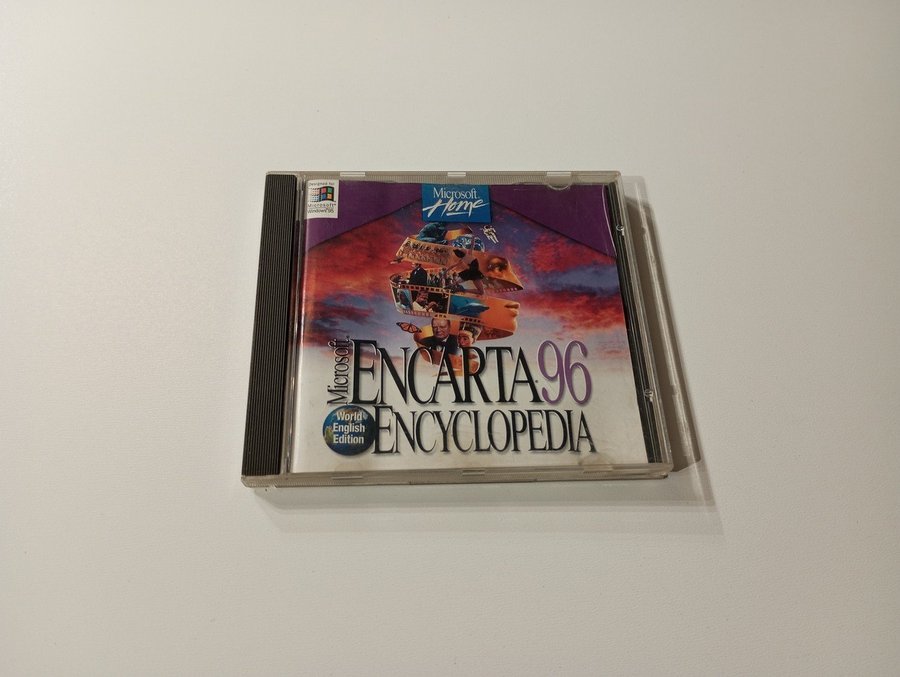 Designed for
Microsoft
Windows 95
Microsoft
Home
Microsoft
ENCARTA 96
World
English
Edition
ENCYCLOPEDIA